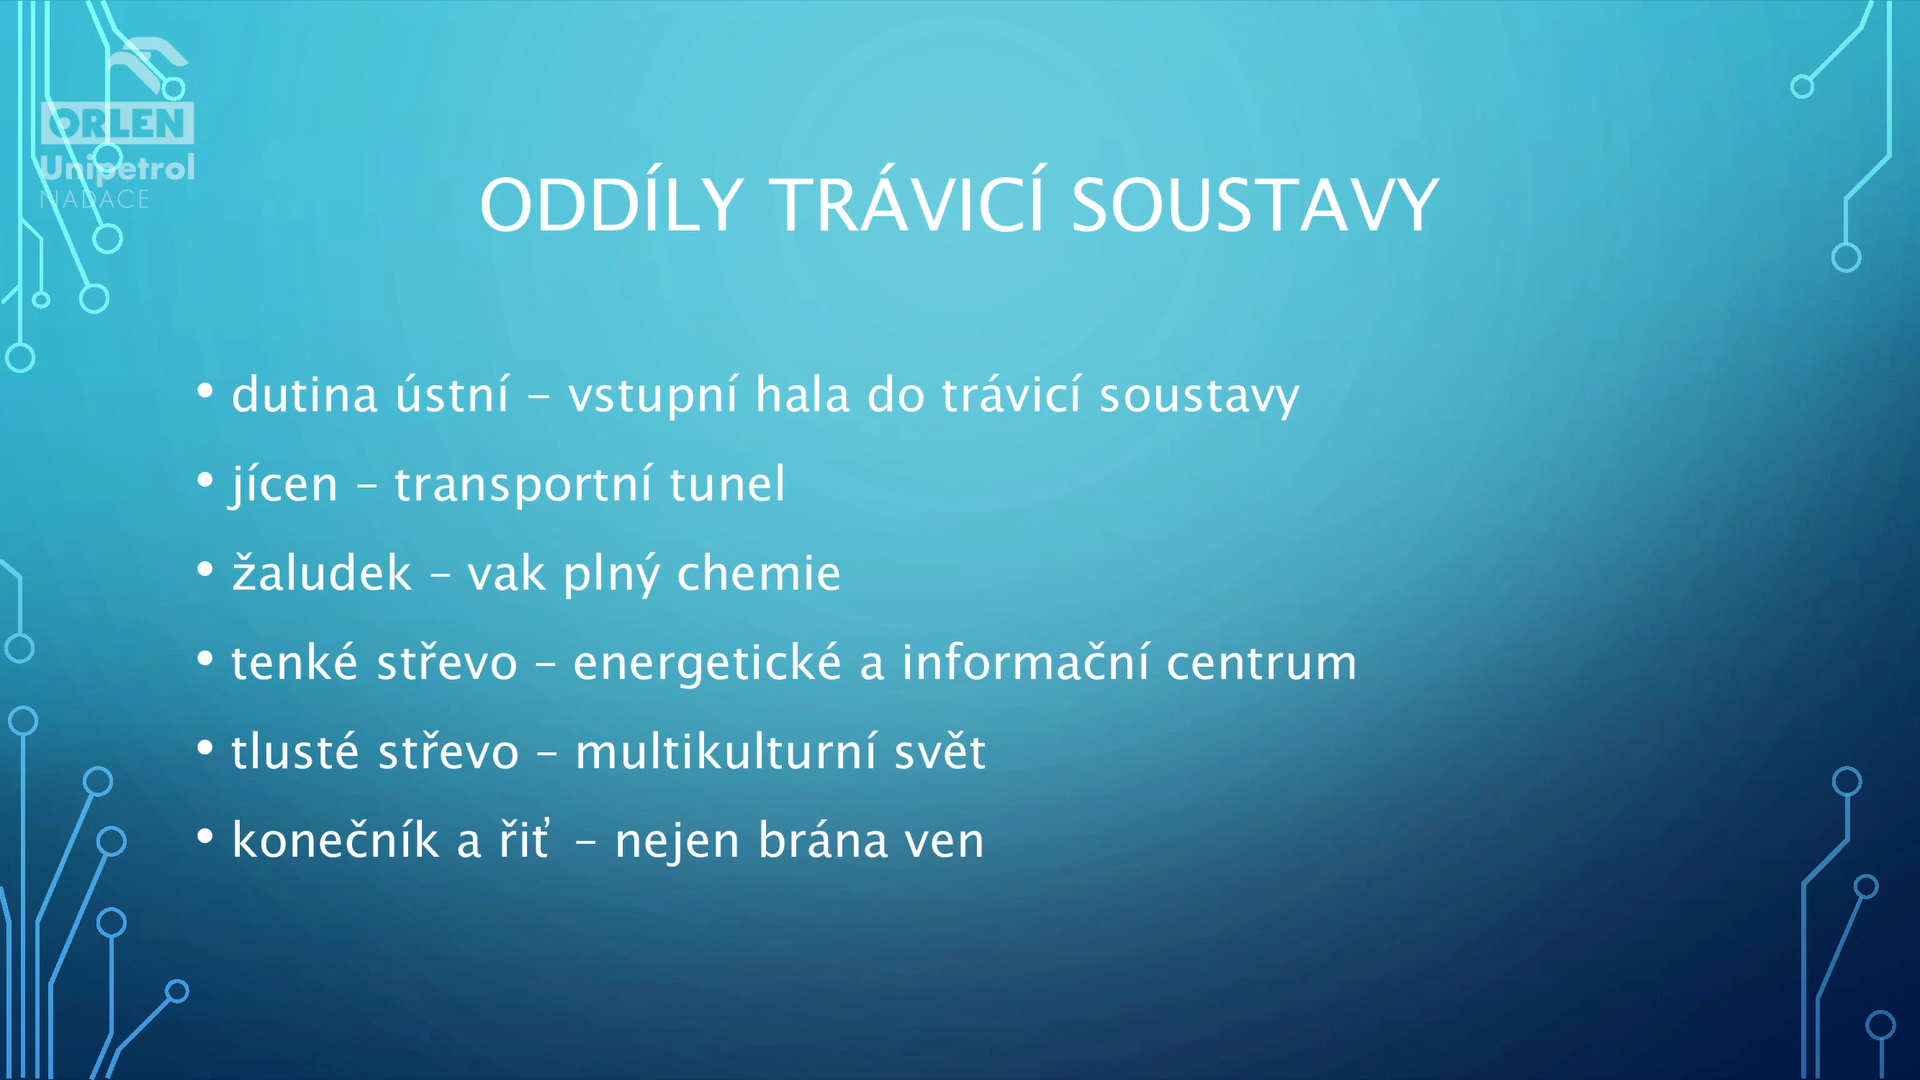 ORLEN
Unipetrol
NADACE
ODDÍLY TRÁVICÍ SOUSTAVY
• dutina ústní – vstupní hala do trávicí soustavy
• jícen – transportní tunel
• žaludek – vak plný chemie
• tenké střevo – energetické a informační centrum
• tlusté střevo – multikulturní svět
• konečník a řiť – nejen brána ven